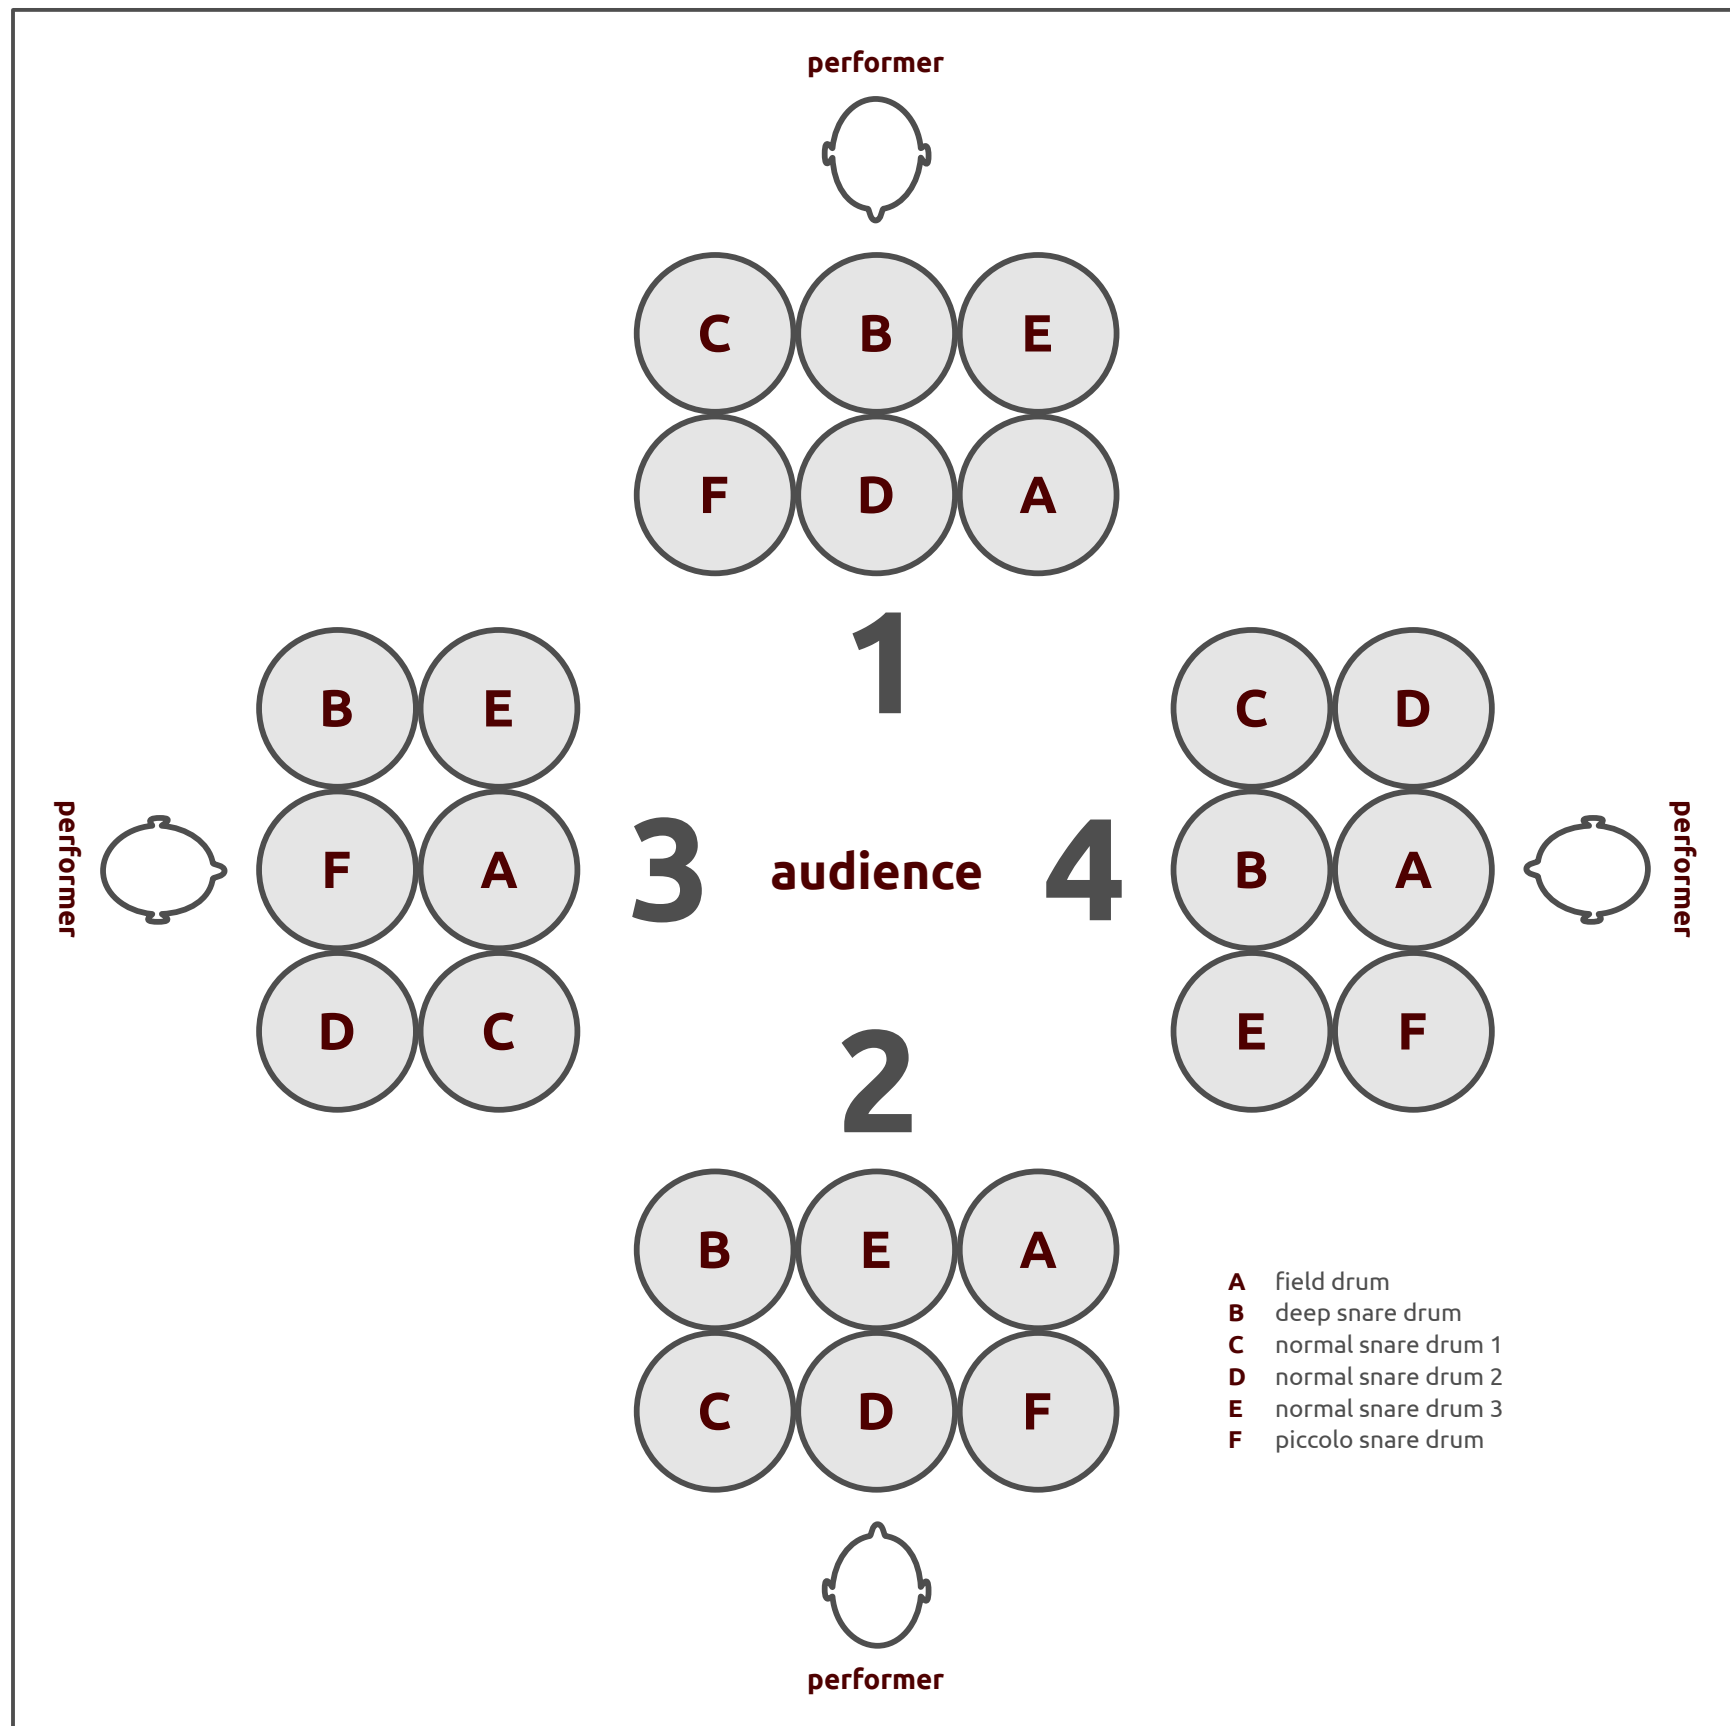 performer
C B E
F D A
1
B E
C D
performer
F A
3
audience
4
B A
performer
D C
E F
2
B E A
C D F
A field drum
B deep snare drum
C normal snare drum 1
D normal snare drum 2
E normal snare drum 3
F piccolo snare drum
performer